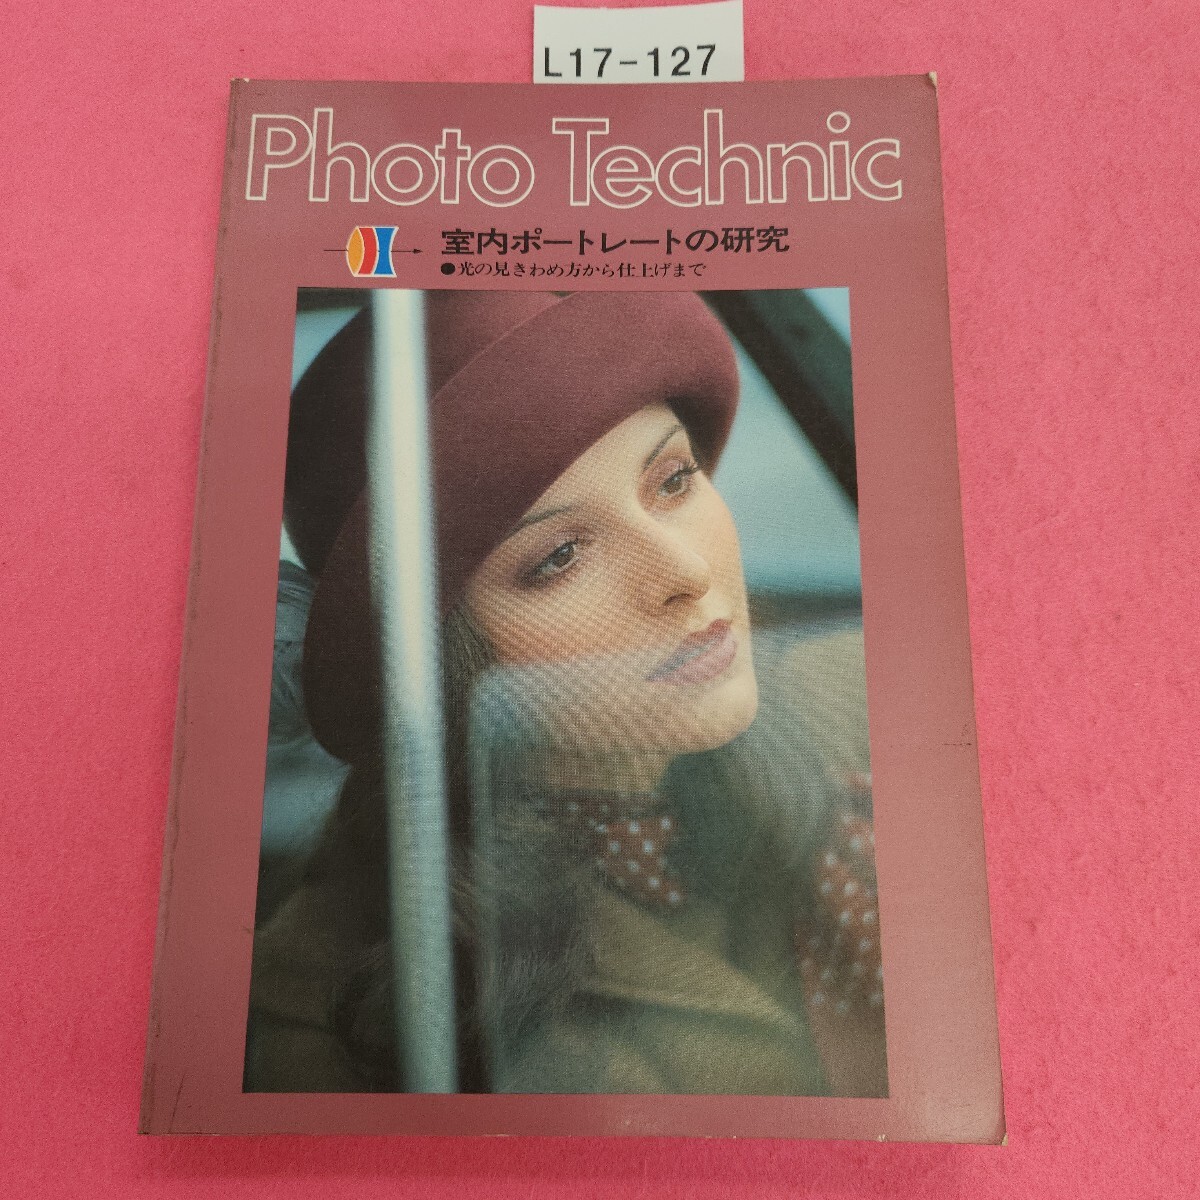 L17-127
Photo Technic
室内ポートレートの研究
●光の見きわめ方から仕上げまで